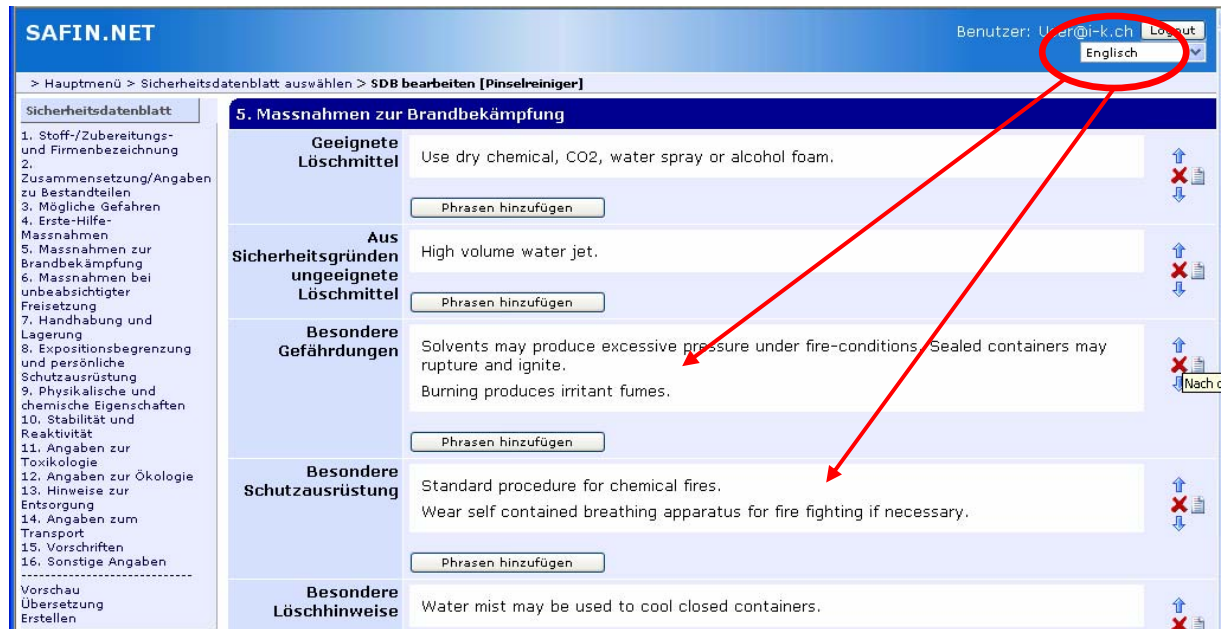 SAFIN.NET
Benutzer: User@i-k.ch Logout
Englisch
> Hauptmenü > Sicherheitsdatenblatt auswählen > SDB bearbeiten [Pinselreiniger]
Sicherheitsdatenblatt
1. Stoff-/Zubereitungs-
und Firmenbezeichnung
2.
Zusammensetzung/Angaben
zu Bestandteilen
3. Mögliche Gefahren
4. Erste-Hilfe-
Massnahmen
5. Massnahmen zur
Brandbekämpfung
6. Massnahmen bei
unbeabsichtigter
Freisetzung
7. Handhabung und
Lagerung
8. Expositionsbegrenzung
und persönliche
Schutzausrüstung
9. Physikalische und
chemische Eigenschaften
10. Stabilität und
Reaktivität
11. Angaben zur
Toxikologie
12. Angaben zur Ökologie
13. Hinweise zur
Entsorgung
14. Angaben zum
Transport
15. Vorschriften
16. Sonstige Angaben
----------------------------
Vorschau
Übersetzung
Erstellen
5. Massnahmen zur Brandbekämpfung
Geeignete
Löschmittel
Use dry chemical, CO2, water spray or alcohol foam.
Phrasen hinzufügen
Aus
Sicherheitsgründen
ungeeignete
Löschmittel
High volume water jet.
Phrasen hinzufügen
Besondere
Gefährdungen
Solvents may produce excessive pressure under fire-conditions. Sealed containers may
rupture and ignite.
Burning produces irritant fumes.
Nach
Phrasen hinzufügen
Besondere
Schutzausrüstung
Standard procedure for chemical fires.
Wear self contained breathing apparatus for fire fighting if necessary.
Phrasen hinzufügen
Besondere
Löschhinweise
Water mist may be used to cool closed containers.